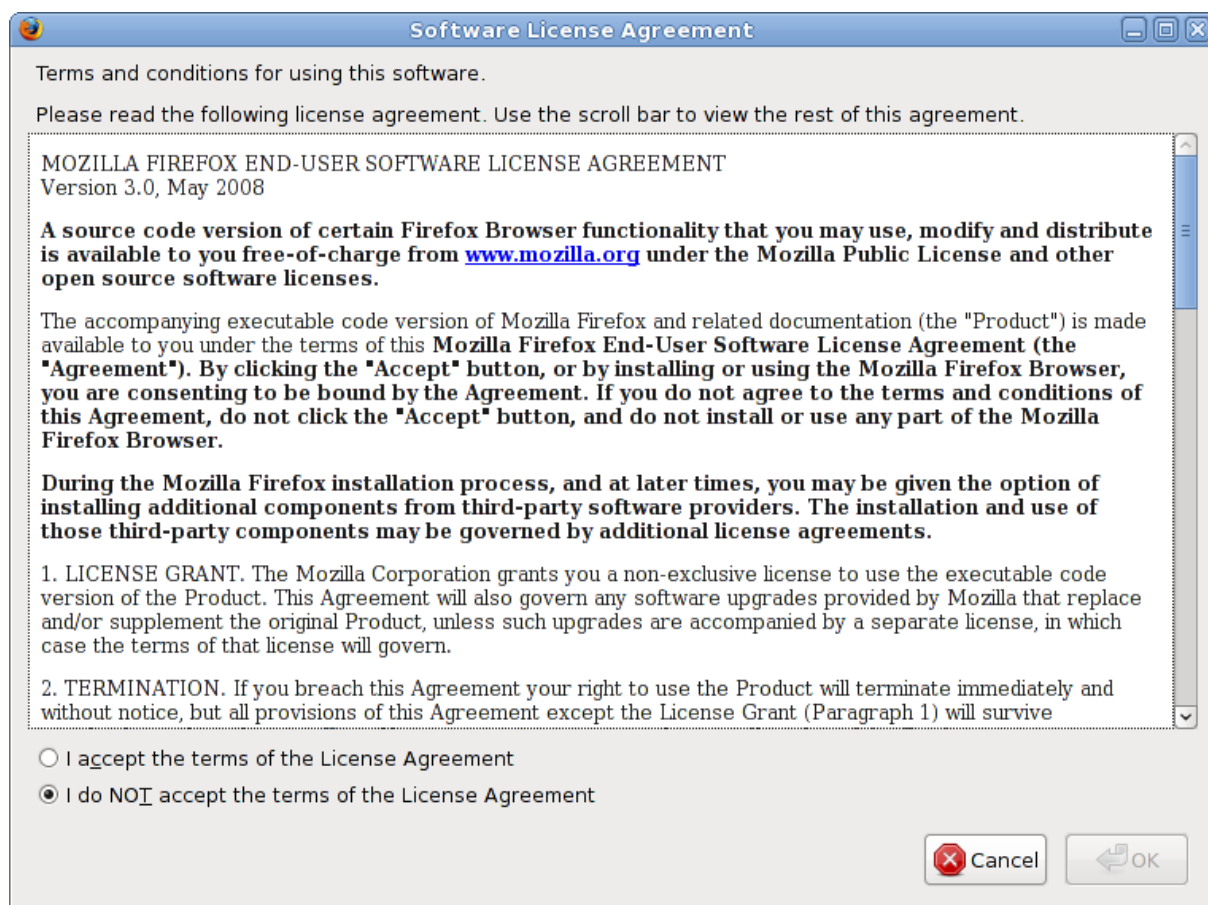 Software License Agreement
Terms and conditions for using this software.
Please read the following license agreement. Use the scroll bar to view the rest of this agreement.
MOZILLA FIREFOX END-USER SOFTWARE LICENSE AGREEMENT
Version 3.0, May 2008
A source code version of certain Firefox Browser functionality that you may use, modify and distribute
is available to you free-of-charge from www.mozilla.org under the Mozilla Public License and other
open source software licenses.
The accompanying executable code version of Mozilla Firefox and related documentation (the "Product") is made
available to you under the terms of this Mozilla Firefox End-User Software License Agreement (the
"Agreement"). By clicking the "Accept" button, or by installing or using the Mozilla Firefox Browser,
you are consenting to be bound by the Agreement. If you do not agree to the terms and conditions of
this Agreement, do not click the "Accept" button, and do not install or use any part of the Mozilla
Firefox Browser.
During the Mozilla Firefox installation process, and at later times, you may be given the option of
installing additional components from third-party software providers. The installation and use of
those third-party components may be governed by additional license agreements.
1. LICENSE GRANT. The Mozilla Corporation grants you a non-exclusive license to use the executable code
version of the Product. This Agreement will also govern any software upgrades provided by Mozilla that replace
and/or supplement the original Product, unless such upgrades are accompanied by a separate license, in which
case the terms of that license will govern.
2. TERMINATION. If you breach this Agreement your right to use the Product will terminate immediately and
without notice, but all provisions of this Agreement except the License Grant (Paragraph 1) will survive
I accept the terms of the License Agreement
I do NOT accept the terms of the License Agreement
Cancel
OK